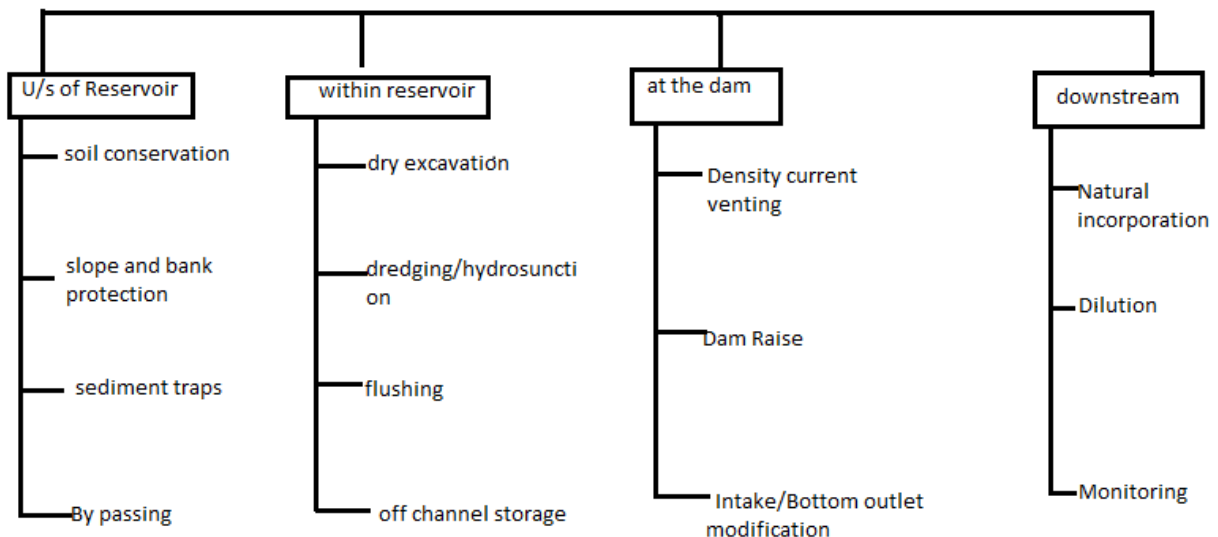 U/s of Reservoir
soil conservation
slope and bank
protection
sediment traps
By passing
within reservoir
dry excavation
dredging/hydrosuncti
on
flushing
off channel storage
at the dam
Density current
venting
Dam Raise
Intake/Bottom outlet
modification
downstream
Natural
incorporation
Dilution
Monitoring